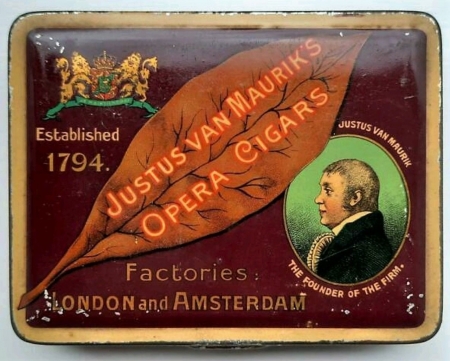 Established
1794.
JUSTUS VAN MAURIK'S
OPERA CIGARS
JUSTUS VAN MAURIK
THE FOUNDER OF THE FIRM.
Factories:
LONDON and AMSTERDAM